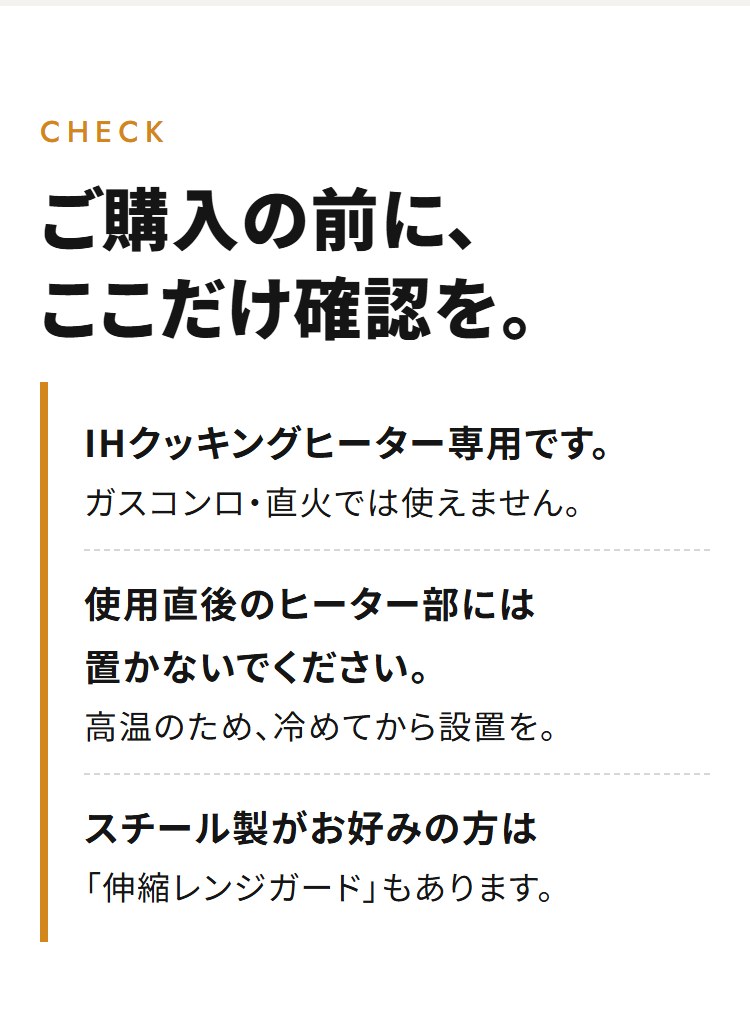 CHECK
ご購入の前に、
ここだけ確認を。
IHクッキングヒーター専用です。
ガスコンロ・直火では使えません。
使用直後のヒーター部には
置かないでください。
高温のため、冷めてから設置を。
スチール製がお好みの方は
「伸縮レンジガード」もあります。